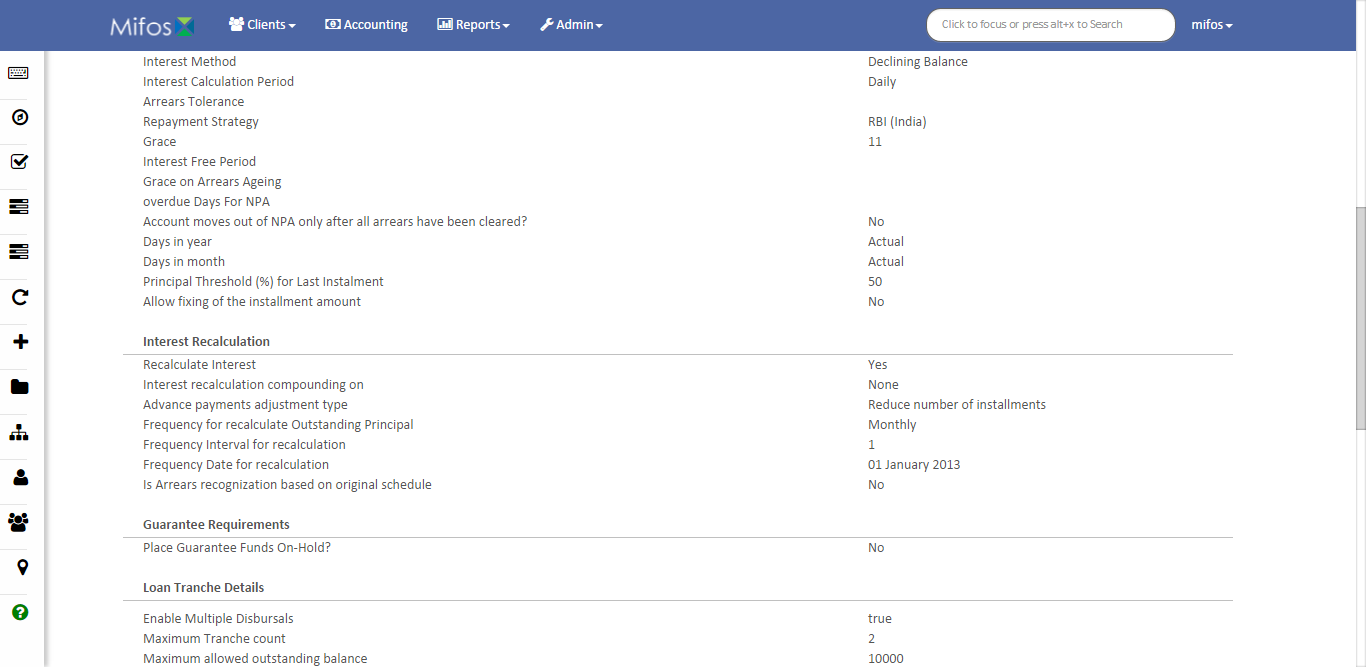 Mifos Clients Accounting Reports Admin Click to focus or press alt+x to Search mifos
Interest Method Declining Balance
Interest Calculation Period Daily
Arrears Tolerance
Repayment Strategy RBI (India)
Grace 11
Interest Free Period
Grace on Arrears Ageing
overdue Days For NPA
Account moves out of NPA only after all arrears have been cleared? No
Days in year Actual
Days in month Actual
Principal Threshold (%) for Last Instalment 50
Allow fixing of the installment amount No
Interest Recalculation
Recalculate Interest Yes
Interest recalculation compounding on None
Advance payments adjustment type Reduce number of installments
Frequency for recalculate Outstanding Principal Monthly
Frequency Interval for recalculation 1
Frequency Date for recalculation 01 January 2013
Is Arrears recognization based on original schedule No
Guarantee Requirements
Place Guarantee Funds On-Hold? No
Loan Tranche Details
Enable Multiple Disbursals true
Maximum Tranche count 2
Maximum allowed outstanding balance 10000